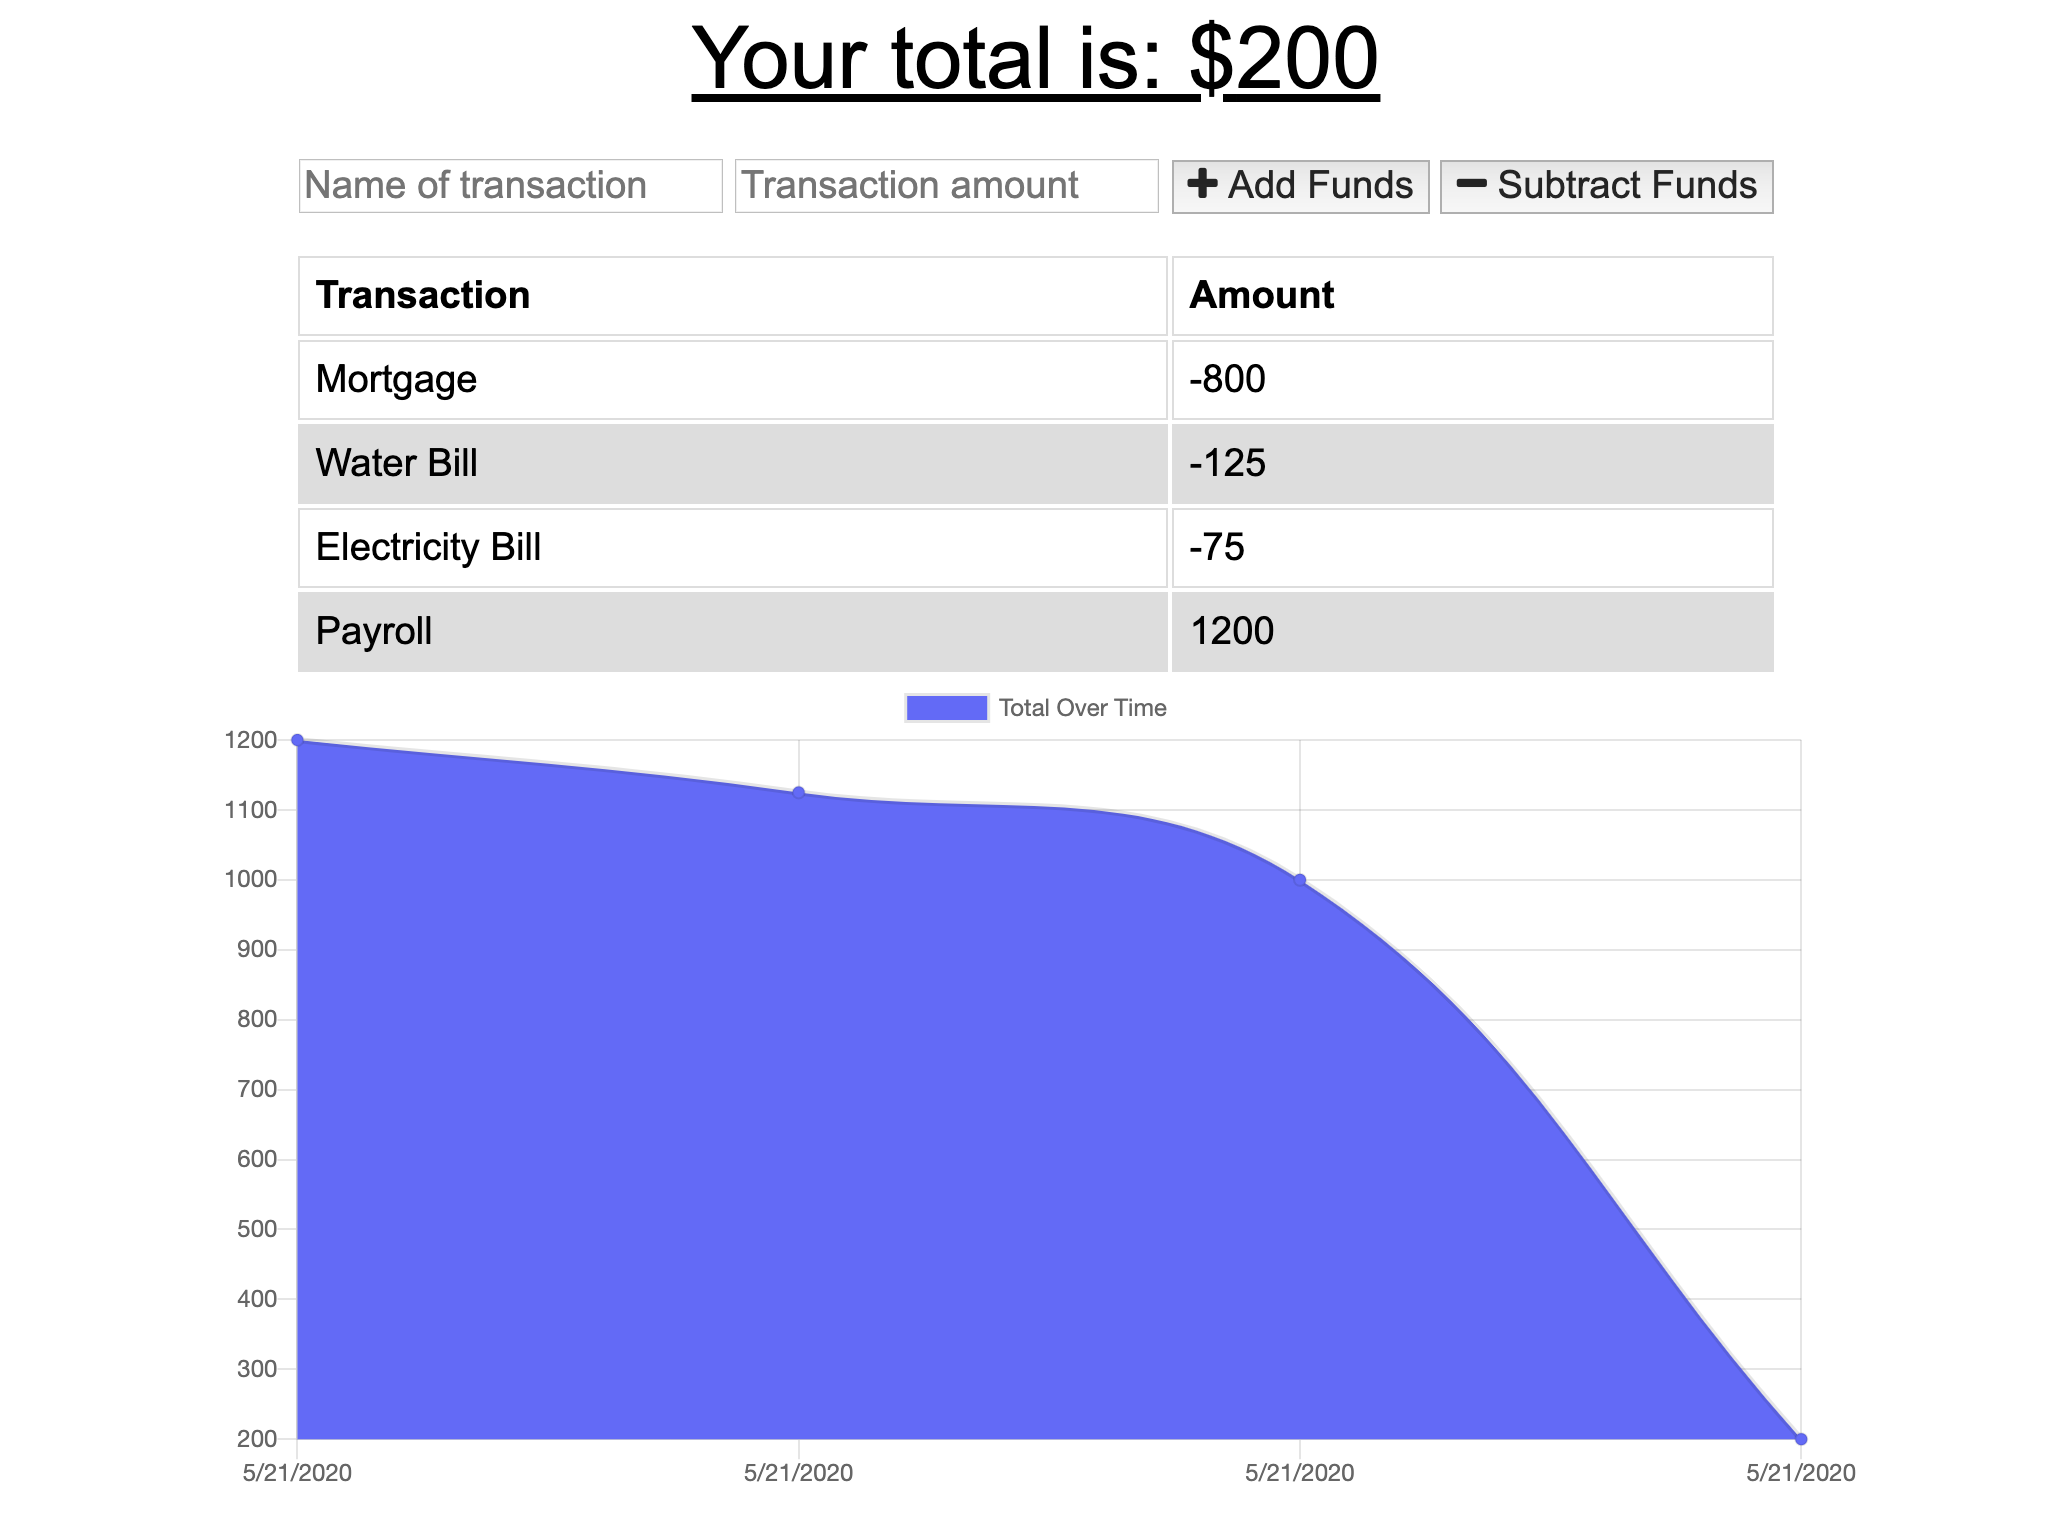 Your total is: $200
Name of transaction Transaction amount Add Funds Subtract Funds
Transaction Amount
Mortgage -800
Water Bill -125
Electricity Bill -75
Payroll 1200
Total Over Time
1200
1100
1000
900
800
700
600
500
400
300
200
5/21/2020 5/21/2020 5/21/2020 5/21/2020